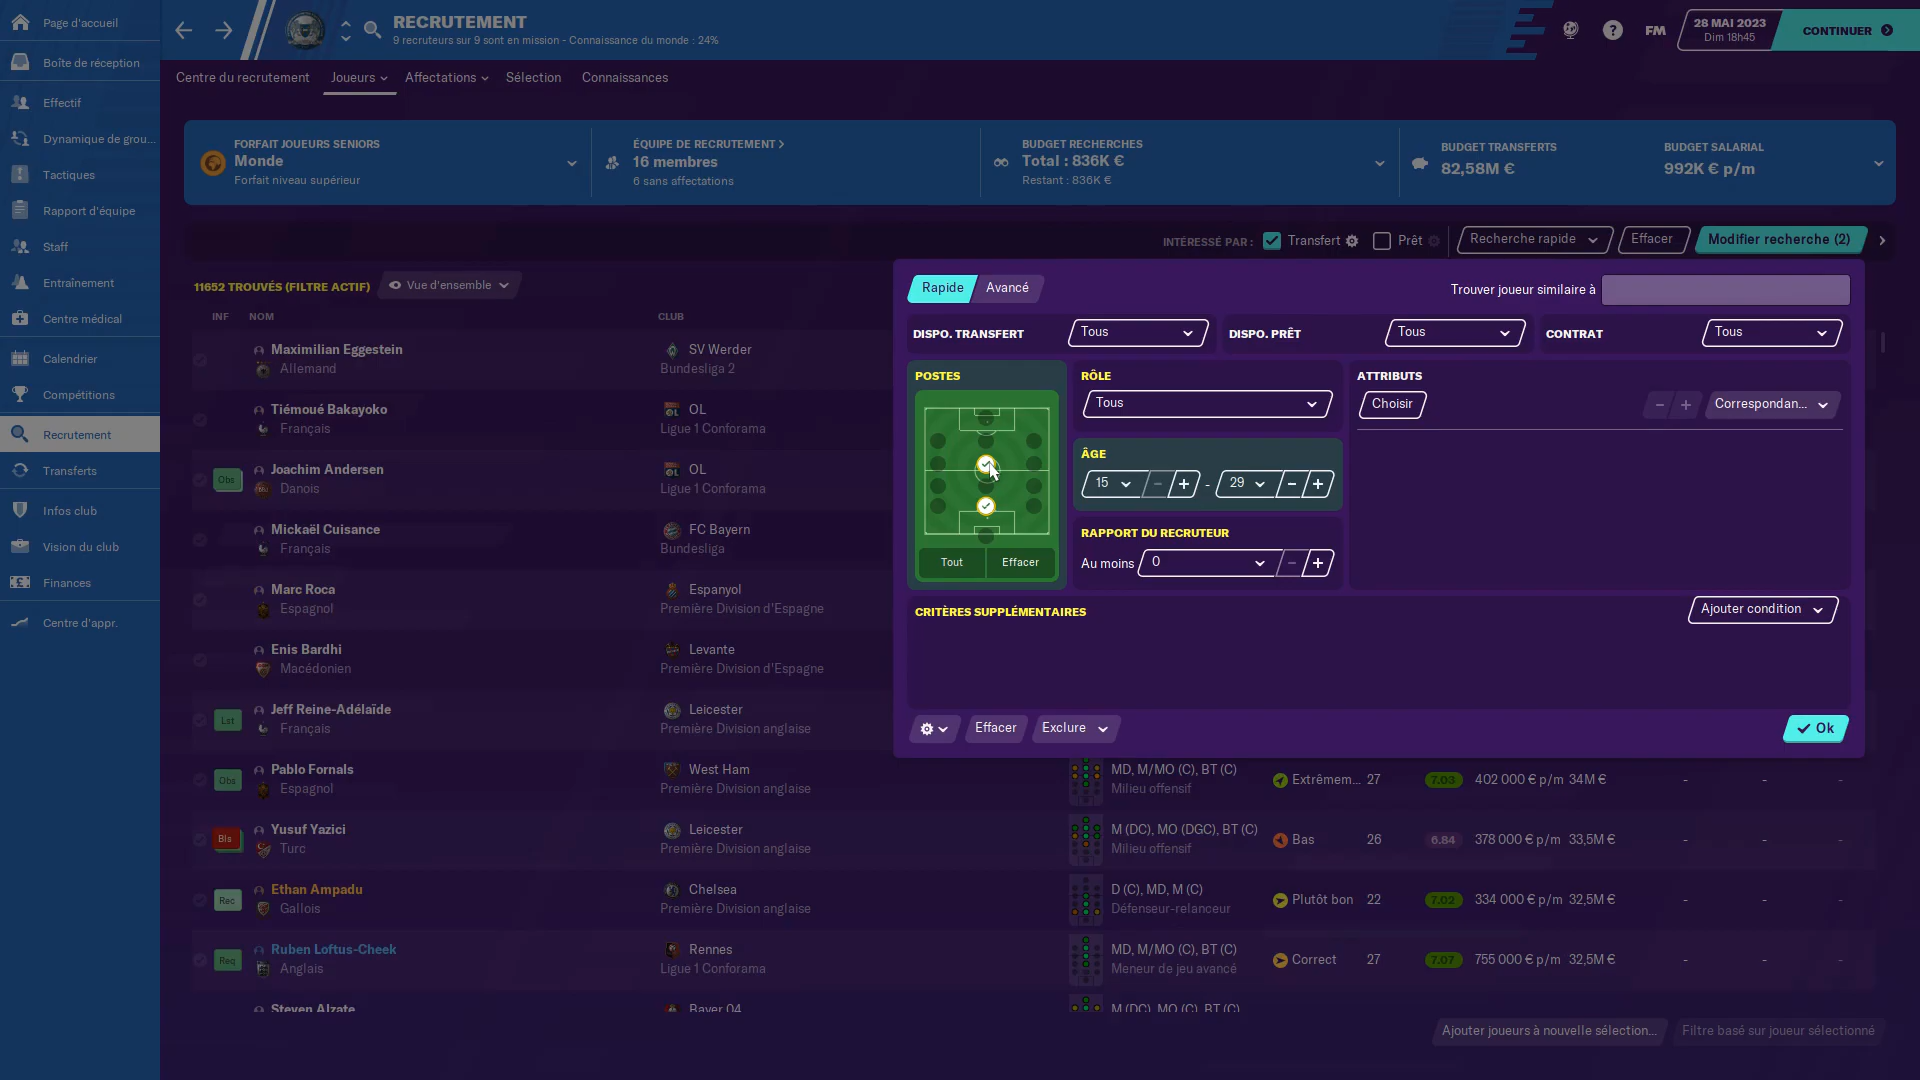 Page d'accueil
Boîte de réception
Effectif
Dynamique de grou...
Tactiques
Rapport d'équipe
Staff
Entraînement
Centre médical
Calendrier
Compétitions
Recrutement
Transferts
Infos club
Vision du club
Finances
Centre d'appr.
RECRUTEMENT
9 recruteurs sur 9 sont en mission - Connaissance du monde : 24%
FM
28 MAI 2023
Dim 18h45
CONTINUER
Centre du recrutement Joueurs Affectations Sélection Connaissances
FORFAIT JOUEURS SENIORS
Monde
Forfait niveau supérieur
ÉQUIPE DE RECRUTEMENT
16 membres
6 sans affectations
BUDGET RECHERCHES
Total : 836K €
Restant : 836K €
BUDGET TRANSFERTS
82,58M €
BUDGET SALARIAL
992K € p/m
INTÉRESSÉ PAR : Transfert Prêt Recherche rapide Effacer Modifier recherche (2)
11652 TROUVÉS (FILTRE ACTIF) Vue d'ensemble
INF NOM CLUB
Maximilian Eggestein SV Werder
Allemand Bundesliga 2
Tiémoué Bakayoko OL
Français Ligue 1 Conforama
Obs Joachim Andersen OL
Danois Ligue 1 Conforama
Mickaël Cuisance FC Bayern
Français Bundesliga
Marc Roca Espanyol
Espagnol Première Division d'Espagne
Enis Bardhi Levante
Macédonien Première Division d'Espagne
Lst Jeff Reine-Adélaïde Leicester
Français Première Division anglaise
Rapide Avancé Trouver joueur similaire à
DISPO. TRANSFERT Tous DISPO. PRÊT Tous CONTRAT Tous
POSTES
Tout Effacer
RÔLE
Tous
ÂGE
15 - 29
RAPPORT DU RECRUTEUR
Au moins 0
ATTRIBUTS
Choisir Correspondan...
CRITÈRES SUPPLÉMENTAIRES Ajouter condition
Effacer Exclure Ok
Obs Pablo Fornals West Ham MD, M/MO (C), BT (C) Extrêmem... 27 7.03 402 000 € p/m 34M € - - -
Espagnol Première Division anglaise Milieu offensif
Bls Yusuf Yazici Leicester M (DC), MO (DGC), BT (C) Bas 26 6.84 378 000 € p/m 33,5M € - - -
Turc Première Division anglaise Milieu offensif
Rec Ethan Ampadu Chelsea D (C), MD, M (C) Plutôt bon 22 7.02 334 000 € p/m 32,5M € - - -
Gallois Première Division anglaise Défenseur-relanceur
Req Ruben Loftus-Cheek Rennes MD, M/MO (C), BT (C) Correct 27 7.07 755 000 € p/m 32,5M € - - -
Anglais Ligue 1 Conforama Meneur de jeu avancé
Steven Alzate Bayer 04 M (DC), MO (C), BT (C)
Ajouter joueurs à nouvelle sélection... Filtre basé sur joueur sélectionné